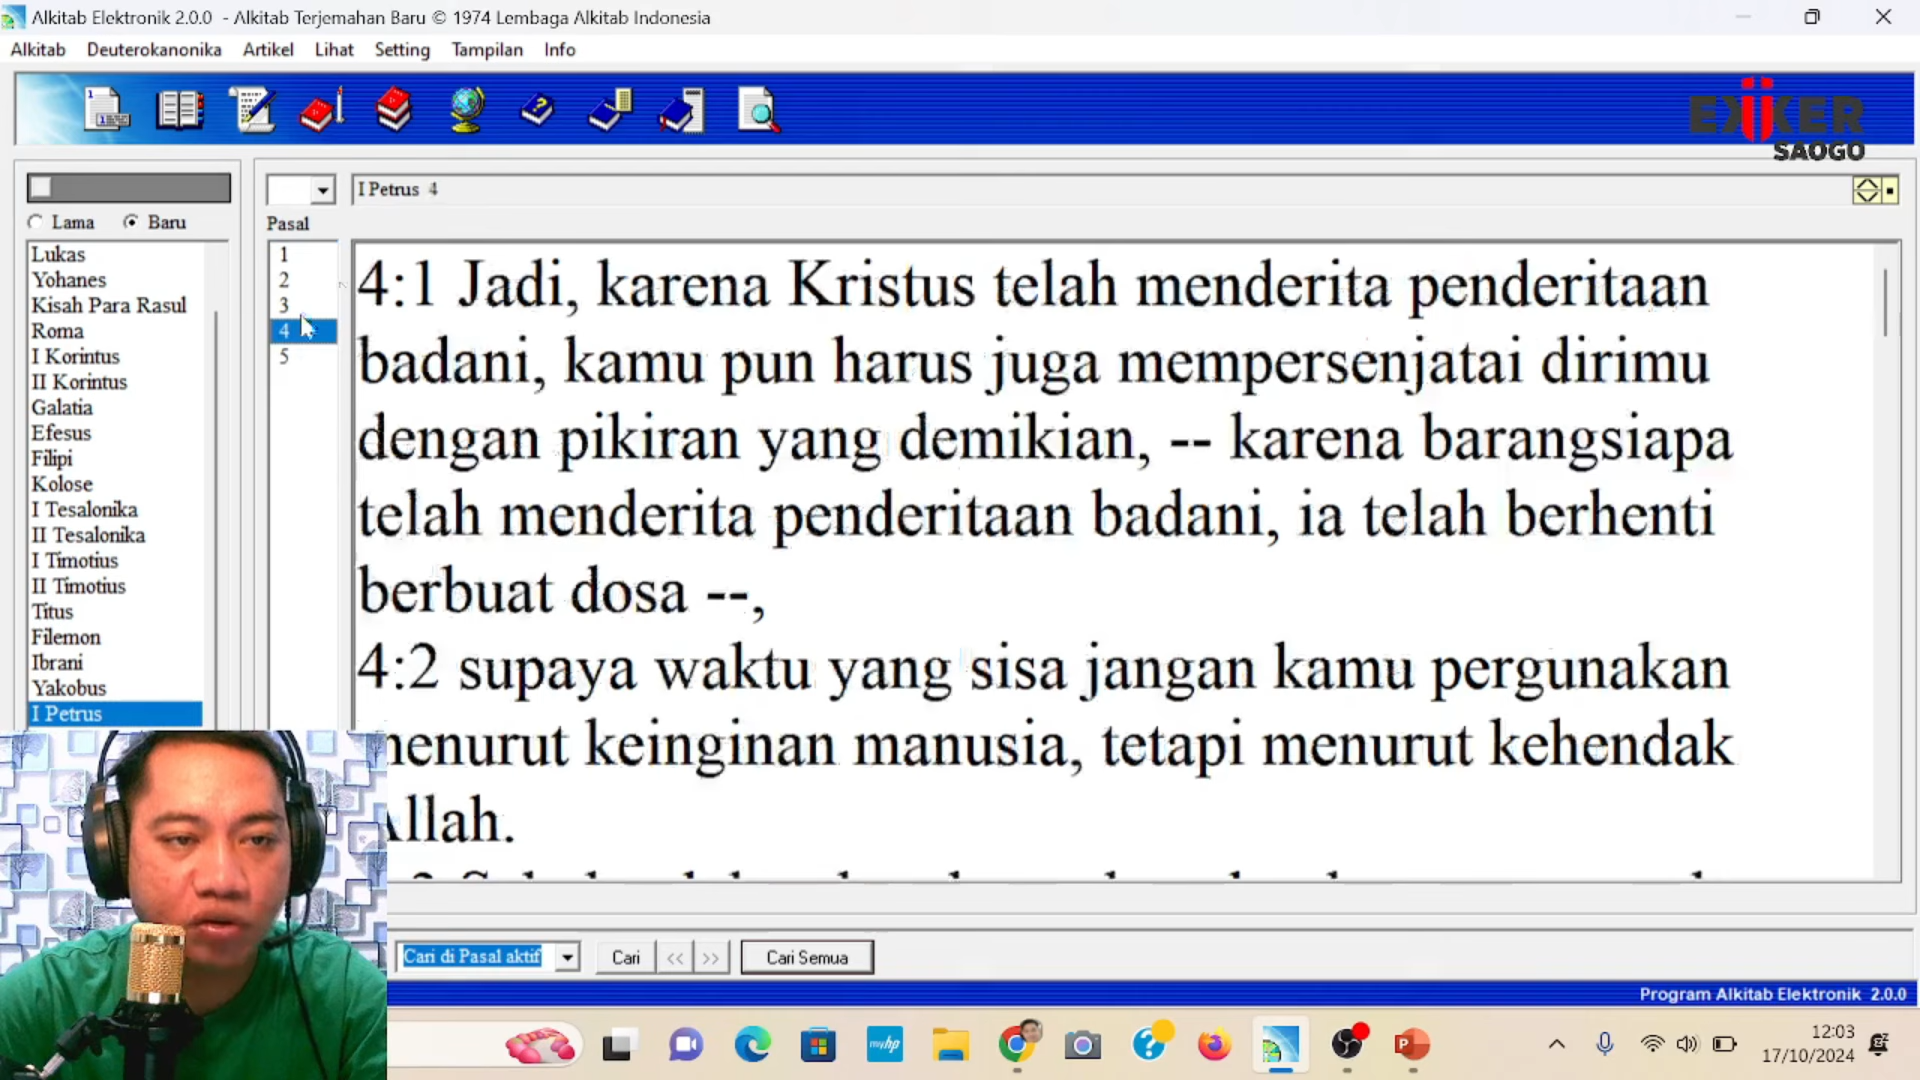 Alkitab Elektronik 2.0.0 - Alkitab Terjemahan Baru © 1974 Lembaga Alkitab Indonesia
Alkitab Deuterokanonika Artikel Lihat Setting Tampilan Info
EKKER
SAOGO
I Petrus 4
Lama Baru
Pasal
Lukas
Yohanes
Kisah Para Rasul
Roma
I Korintus
II Korintus
Galatia
Efesus
Filipi
Kolose
I Tesalonika
II Tesalonika
I Timotius
II Timotius
Titus
Filemon
Ibrani
Yakobus
I Petrus
1
2
3
4
5
4:1 Jadi, karena Kristus telah menderita penderitaan
badani, kamu pun harus juga mempersenjatai dirimu
dengan pikiran yang demikian, -- karena barangsiapa
telah menderita penderitaan badani, ia telah berhenti
berbuat dosa --,
4:2 supaya waktu yang sisa jangan kamu pergunakan
menurut keinginan manusia, tetapi menurut kehendak
Allah.
Cari di Pasal aktif Cari << >> Cari Semua
Program Alkitab Elektronik 2.0.0
myhp
12:03
17/10/2024